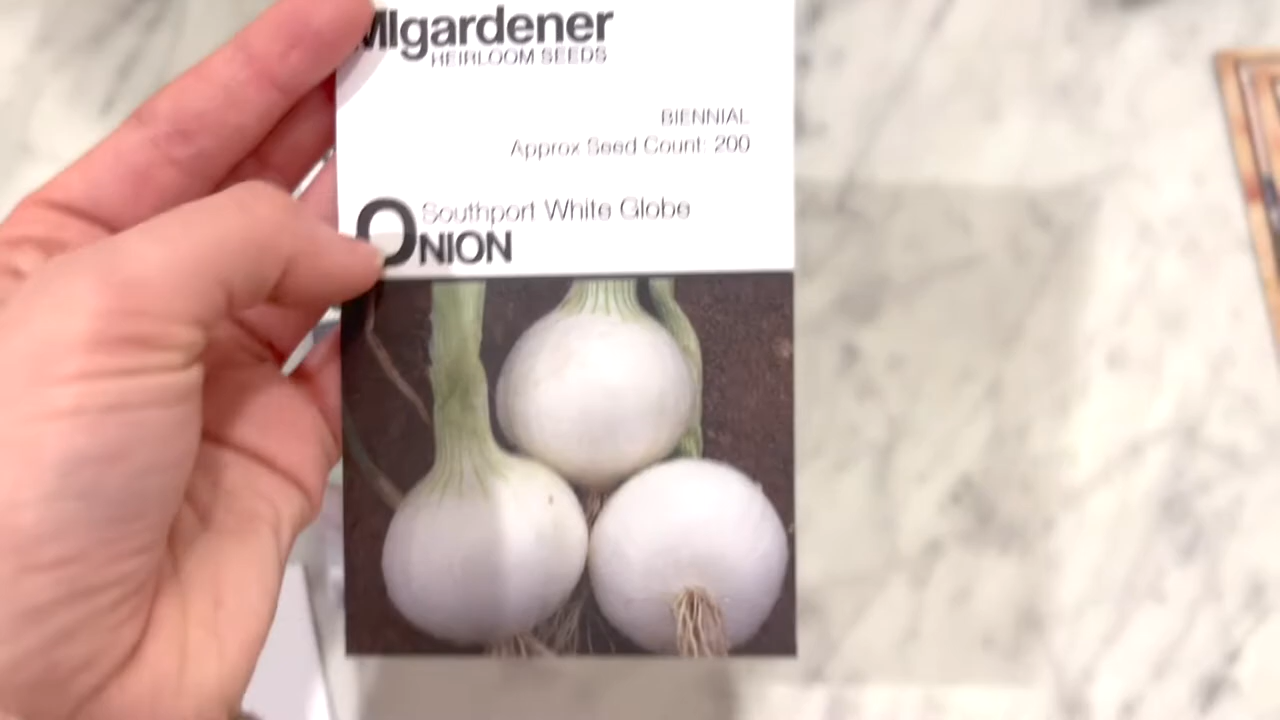 MIgardener
HEIRLOOM SEEDS
BIENNIAL
Approx Seed Count: 200
Southport White Globe
ONION